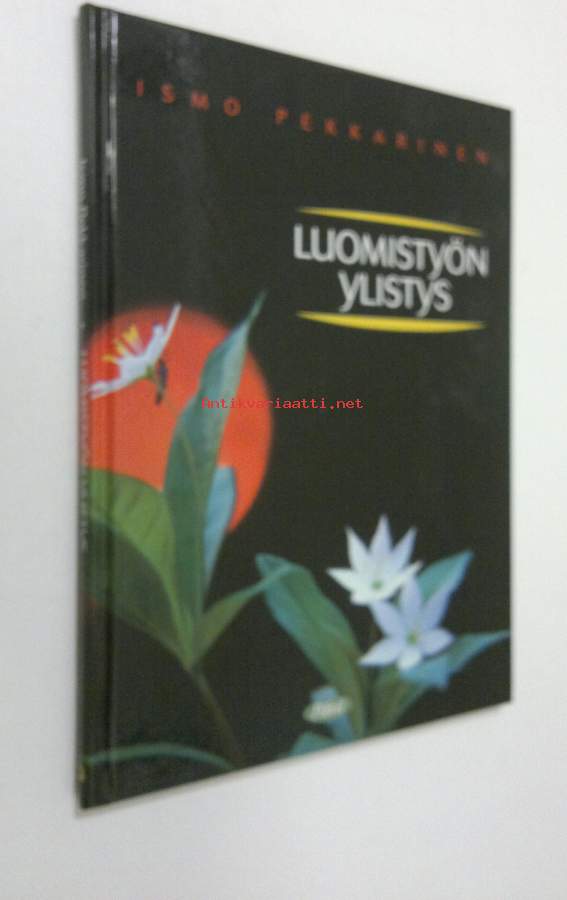 ISMO PEKKARINEN
LUOMISTYÖN
YLISTYS
Antikvariaatti.net